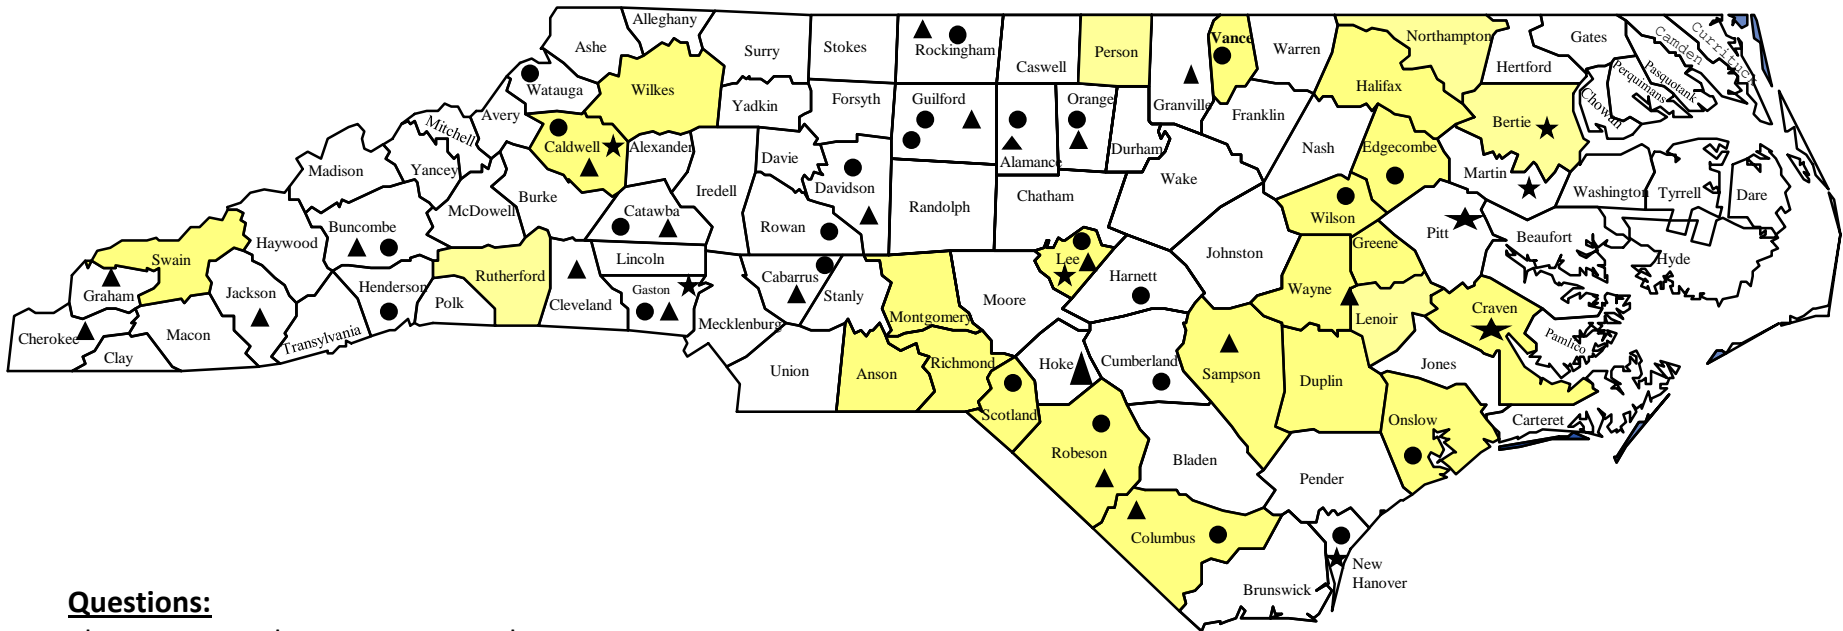 Alleghany
Ashe
Surry
Stokes
Rockingham
Caswell
Person
Vance
Warren
Northampton
Gates
Camden
Currituck
Hertford
Pasquotank
Perquimans
Chowan
Watauga
Wilkes
Yadkin
Forsyth
Guilford
Orange
Granville
Franklin
Halifax
Bertie
Avery
Mitchell
Caldwell
Alexander
Davie
Alamance
Durham
Nash
Edgecombe
Madison
Yancey
Iredell
Davidson
Wake
Martin
Washington
Tyrrell
Dare
McDowell
Burke
Catawba
Rowan
Randolph
Chatham
Wilson
Pitt
Beaufort
Hyde
Buncombe
Haywood
Swain
Rutherford
Lincoln
Lee
Johnston
Greene
Graham
Jackson
Henderson
Polk
Cleveland
Gaston
Cabarrus
Stanly
Moore
Harnett
Wayne
Lenoir
Craven
Pamlico
Cherokee
Clay
Macon
Transylvania
Mecklenburg
Montgomery
Union
Anson
Richmond
Hoke
Cumberland
Sampson
Duplin
Jones
Scotland
Onslow
Carteret
Robeson
Bladen
Pender
Columbus
Brunswick
New
Hanover
Questions: